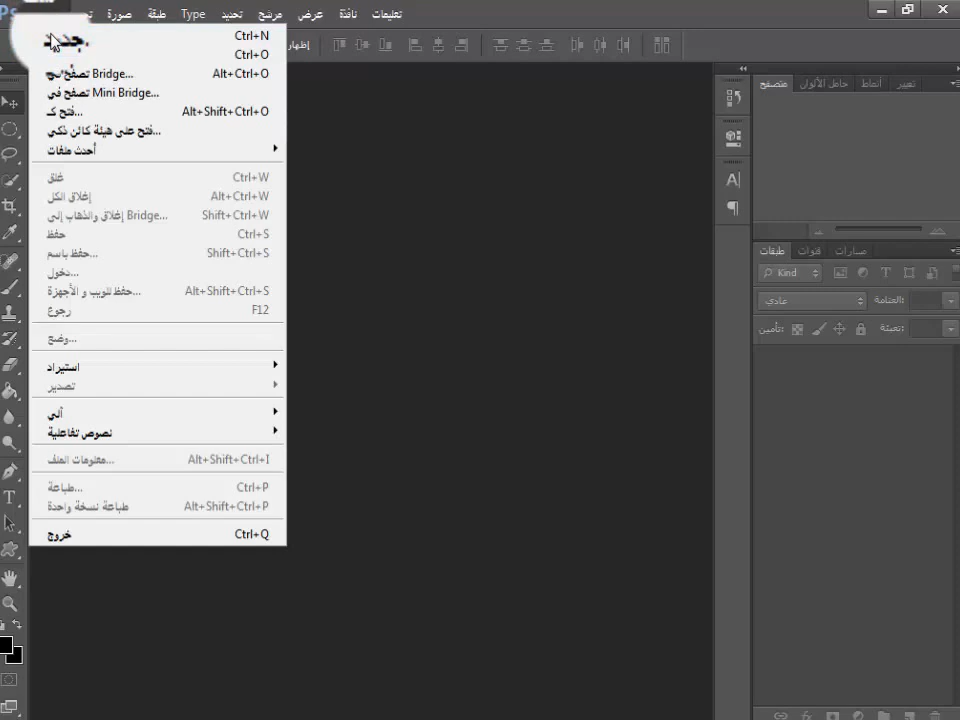 Ps
صورة
طبقة
Type
تحديد
مرشح
عرض
نافذة
تعليمات
جديد... Ctrl+N
Ctrl+O
تصفح في Bridge... Alt+Ctrl+O
تصفح في Mini Bridge...
فتح كـ... Alt+Shift+Ctrl+O
فتح على هيئة كائن ذكي...
أحدث ملفات
غلق Ctrl+W
إغلاق الكل Alt+Ctrl+W
إغلاق والذهاب إلى Bridge... Shift+Ctrl+W
حفظ Ctrl+S
حفظ باسم... Shift+Ctrl+S
دخول...
حفظ للويب و الأجهزة... Alt+Shift+Ctrl+S
رجوع F12
وضع...
استيراد
تصدير
آلي
نصوص تفاعلية
معلومات الملف... Alt+Shift+Ctrl+I
طباعة... Ctrl+P
طباعة نسخة واحدة Alt+Shift+Ctrl+P
خروج Ctrl+Q
إظهار
متصفح
حامل الألوان
أنماط
تعبير
طبقات
قنوات
مسارات
Kind
عادي
العتامة:
تأمين:
تعبئة: